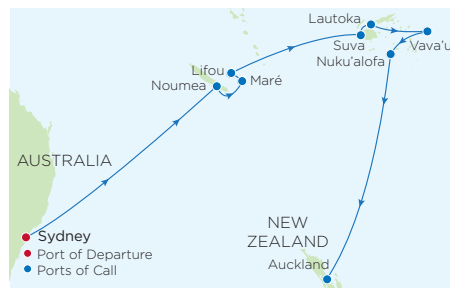 Lautoka
Suva
Vava'u
Nuku'alofa
Lifou
Maré
Noumea
AUSTRALIA
Sydney
Port of Departure
Ports of Call
NEW
ZEALAND
Auckland